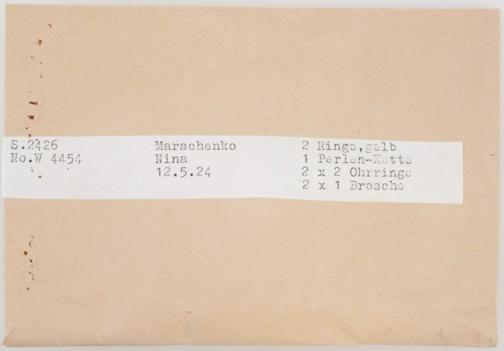 S.2426 Marschenko 2 Ringe,gelb
No.W 4454 Nina 1 Perlen-Kette
12.5.24 2 x 2 Ohrringe
2 x 1 Brosche